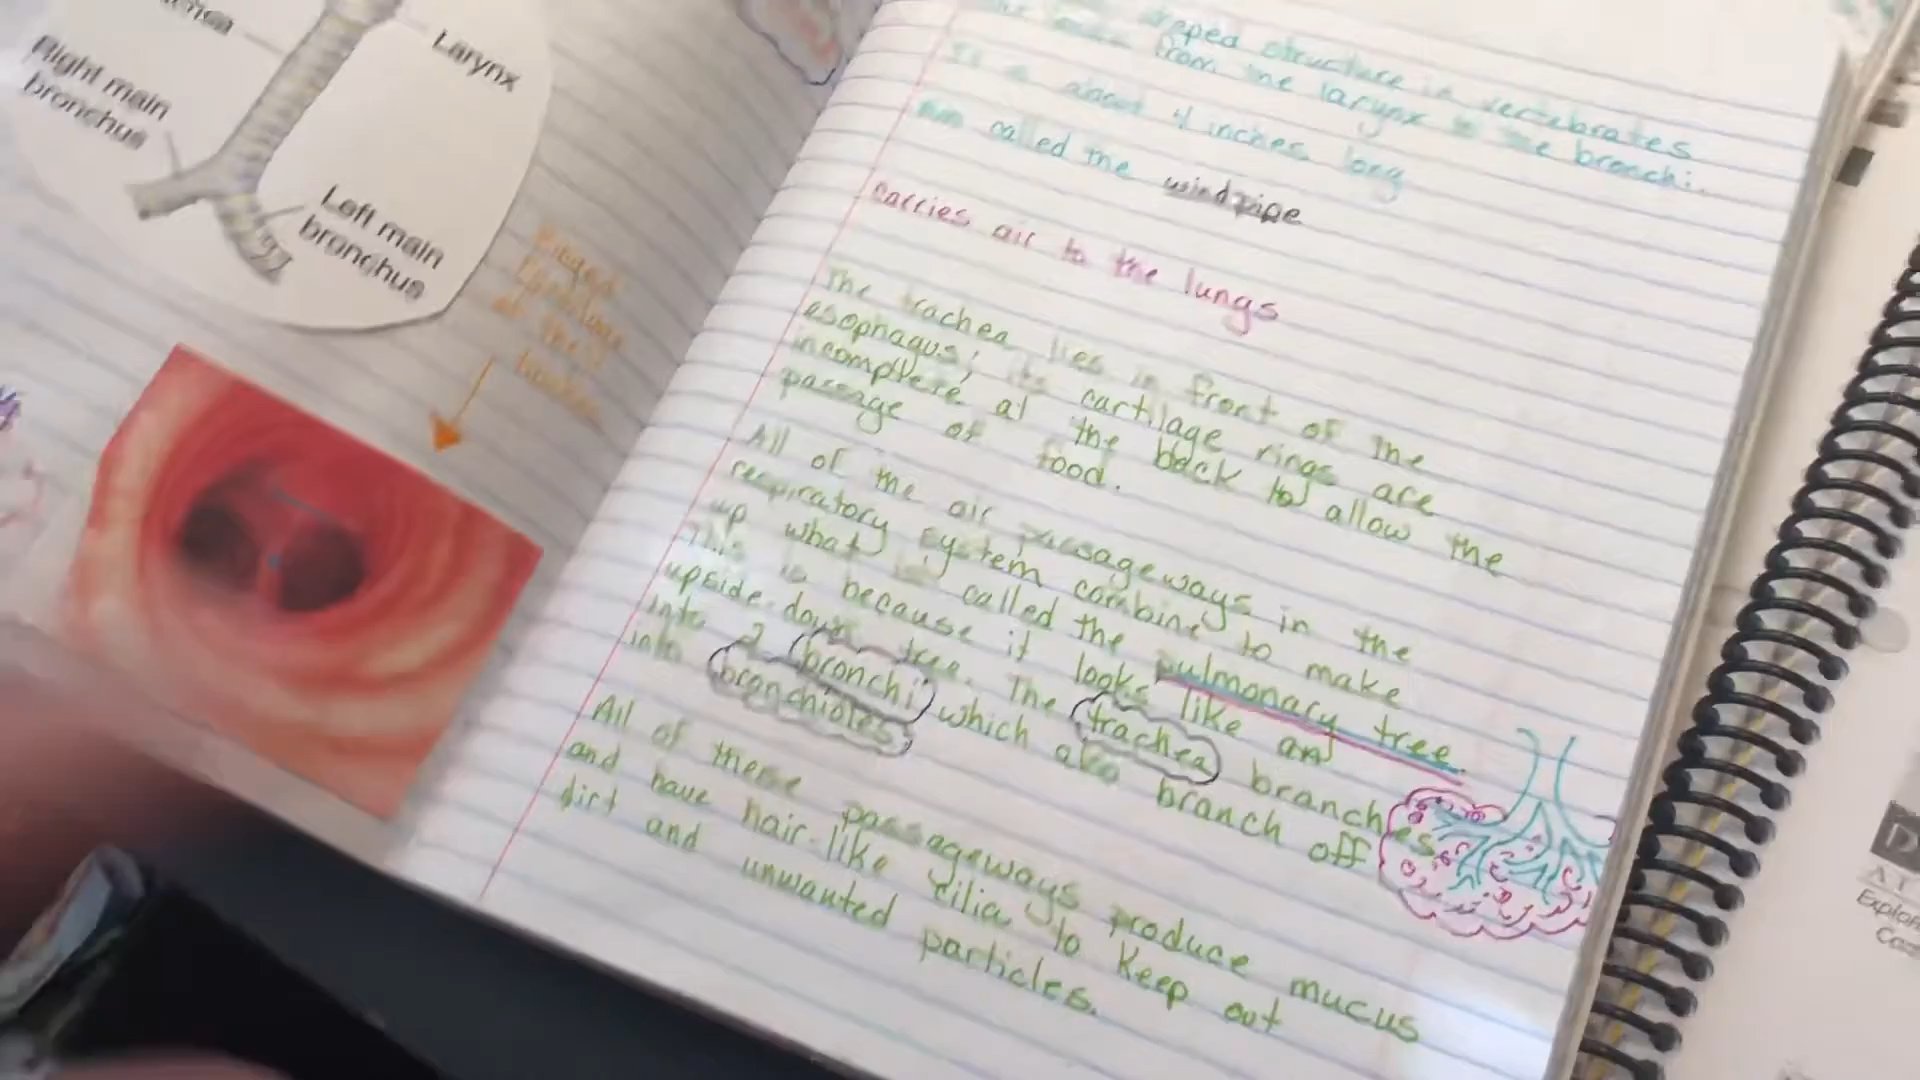 Larynx
Right main
bronchus
Left main
bronchus
structure in vertebrates
from the larynx to the bronchi.
about 4 inches long
called the windpipe
carries air to the lungs
The trachea lies in front of the
esophagus; its cartilage rings are
incomplete at the back to allow the
passage of food.
All of the air passageways in the
respiratory system combine to make
up what is called the pulmonary tree.
This is because it looks like an
upside-down tree. The trachea branches
into 2 bronchi which also branch off
into bronchioles
All of these passageways produce mucus
and have hair-like cilia to keep out
dirt and unwanted particles.